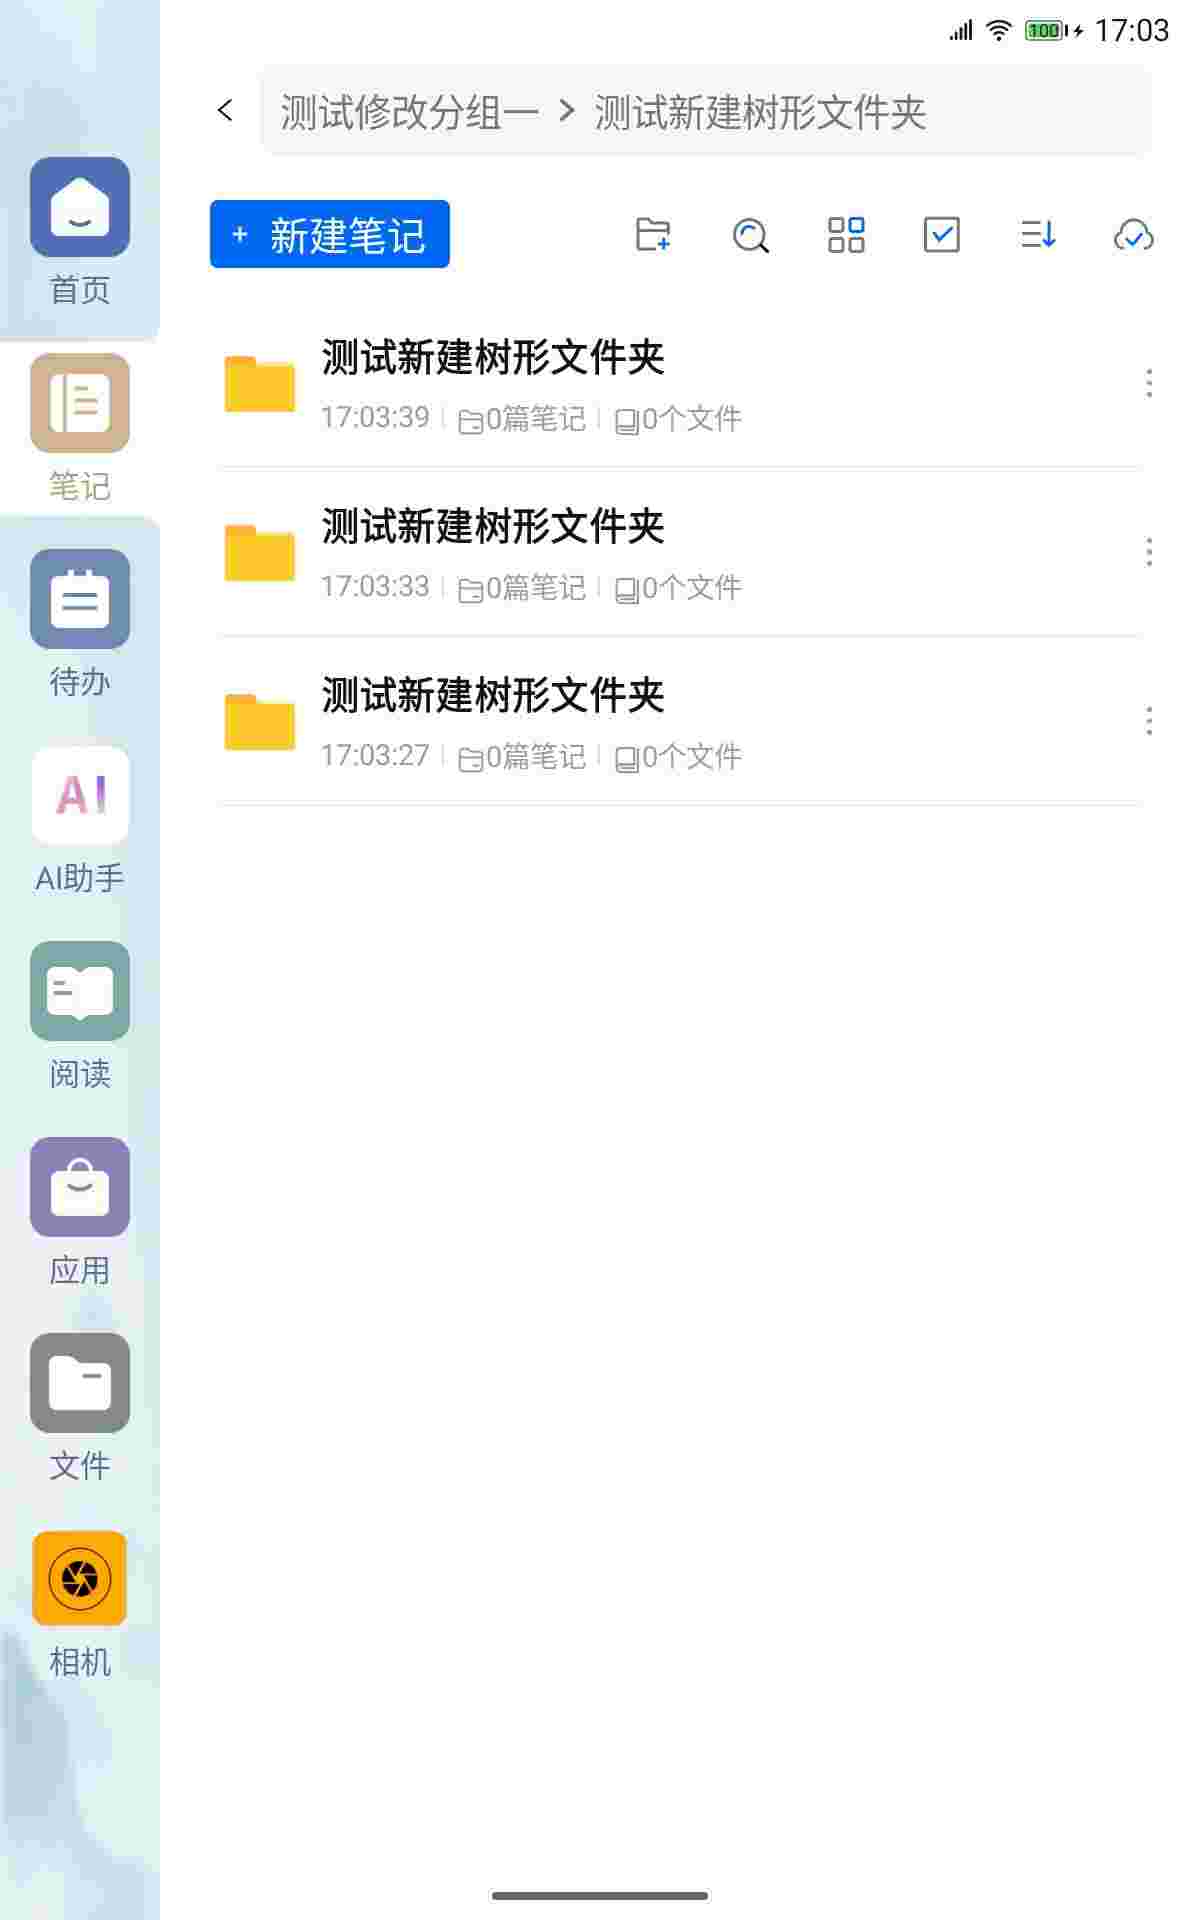 100 17:03
测试修改分组一 > 测试新建树形文件夹
+ 新建笔记
测试新建树形文件夹
17:03:39 0篇笔记 0个文件
测试新建树形文件夹
17:03:33 0篇笔记 0个文件
测试新建树形文件夹
17:03:27 0篇笔记 0个文件
首页
笔记
待办
AI
AI助手
阅读
应用
文件
相机